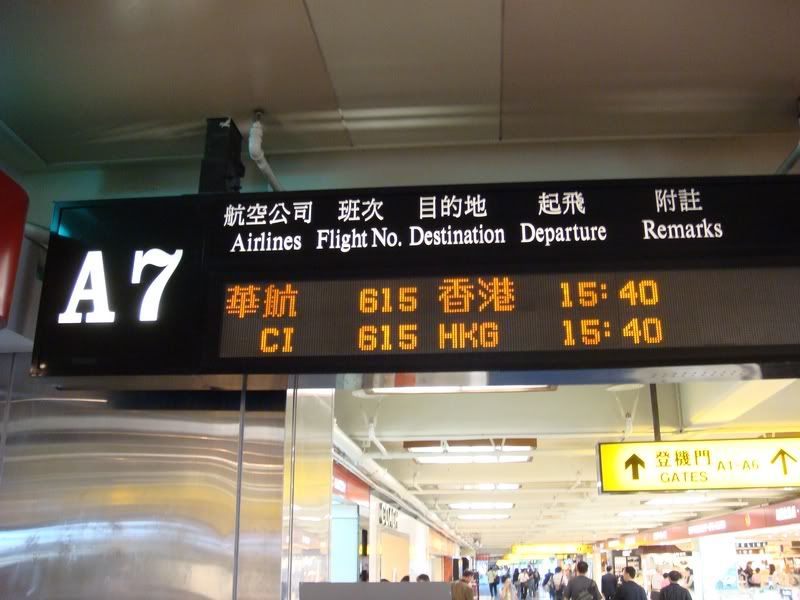 A7
航空公司 班次 目的地 起飛 附註
Airlines Flight No. Destination Departure Remarks
華航 615 香港 15:40
CI 615 HKG 15:40
登機門 A1-A6
GATES